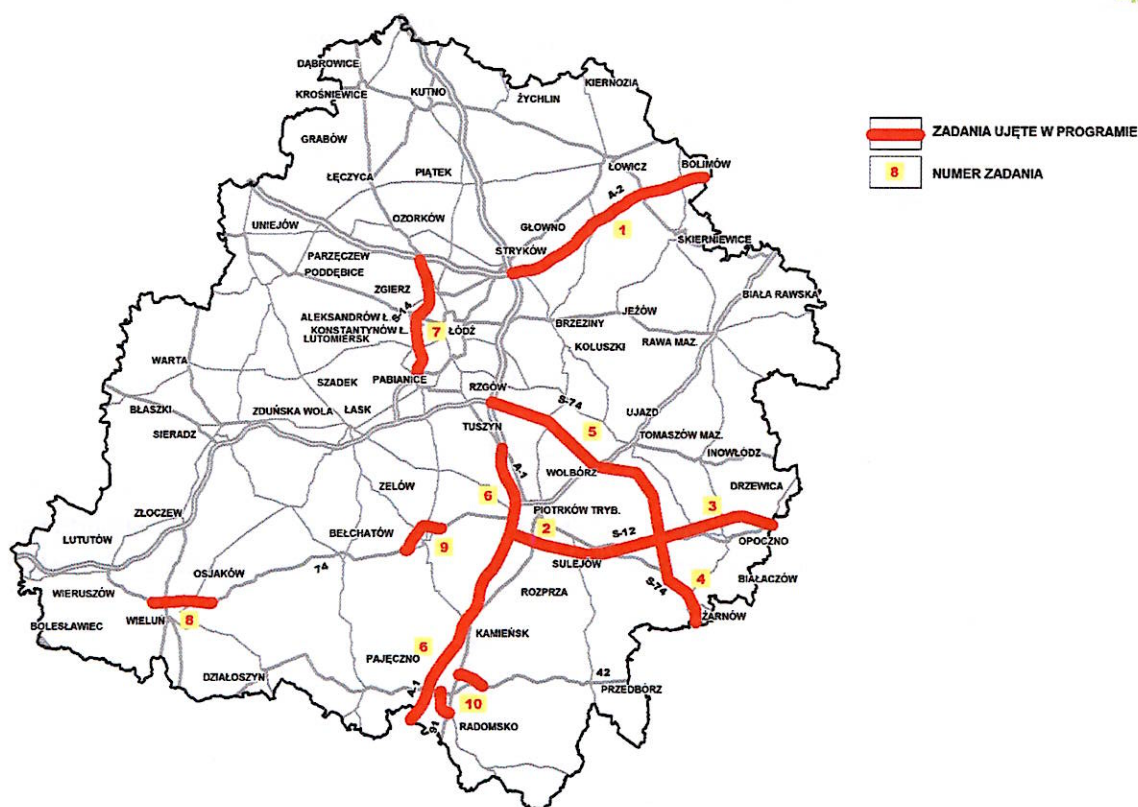 DĄBROWICE
KIERNOZIA
KROŚNIEWICE
KUTNO
ŻYCHLIN
GRABÓW
ŁOWICZ
BOLIMÓW
PIĄTEK
ŁĘCZYCA
A-2
OZORKÓW
GŁOWNO
1
UNIEJÓW
SKIERNIEWICE
STRYKÓW
PARZĘCZEW
PODDĘBICE
ZGIERZ
BIAŁA RAWSKA
ALEKSANDRÓW Ł.
S-14
JEŻÓW
BRZEZINY
KONSTANTYNÓW Ł.
7
ŁÓDŹ
LUTOMIERSK
RAWA MAZ.
KOLUSZKI
WARTA
SZADEK
PABIANICE
RZGÓW
S-74
BŁASZKI
ZDUŃSKA WOLA
ŁASK
UJAZD
SIERADZ
TUSZYN
5
TOMASZÓW MAZ.
INOWŁÓDZ
A-1
WOLBÓRZ
ZELÓW
DRZEWICA
6
ZŁOCZEW
PIOTRKÓW TRYB.
3
BEŁCHATÓW
2
S-12
LUTUTÓW
9
OPOCZNO
SULEJÓW
74
OSJAKÓW
4
BIAŁACZÓW
S-74
WIERUSZÓW
ROZPRZA
ŻARNÓW
BOLESŁAWIEC
WIELUŃ
8
KAMIEŃSK
6
PAJĘCZNO
DZIAŁOSZYN
42
PRZEDBÓRZ
A-1
10
91
RADOMSKO
ZADANIA UJĘTE W PROGRAMIE
8
NUMER ZADANIA